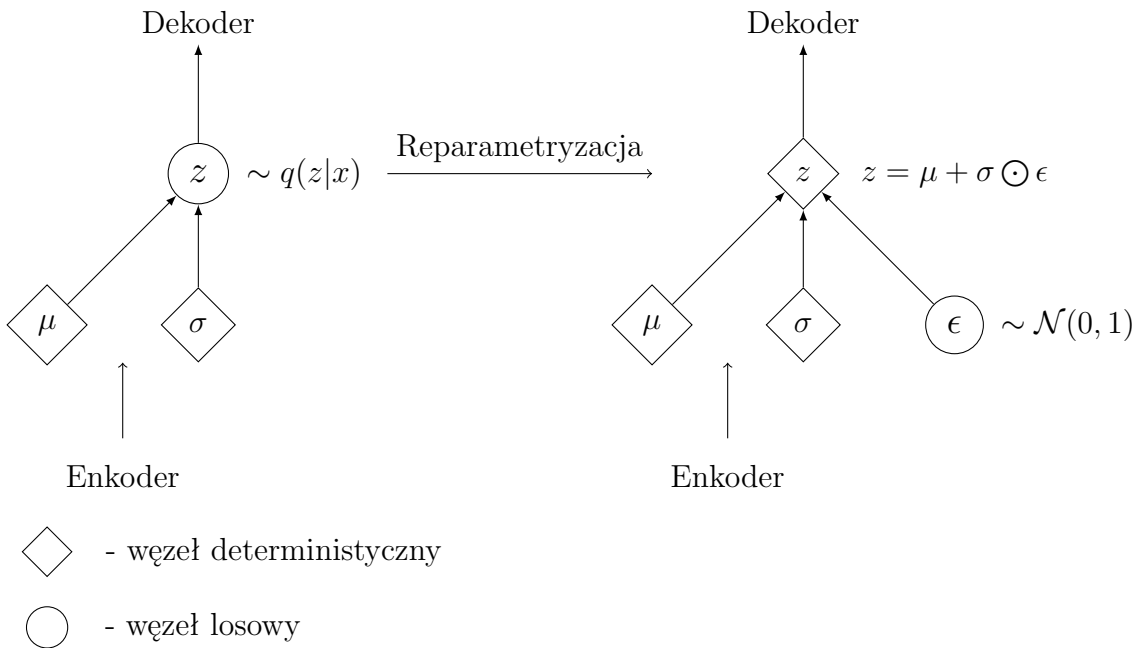 Dekoder
z ∼ q(z|x)
μ σ
Enkoder
Reparametryzacja
Dekoder
z z = μ + σ ⊙ ϵ
μ σ ϵ ∼ 𝒩(0, 1)
Enkoder
- węzeł deterministyczny
- węzeł losowy